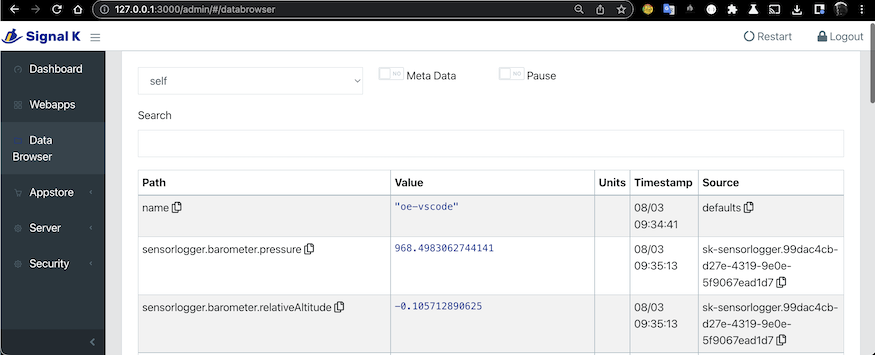 127.0.0.1:3000/admin/#/databrowser
Signal K
Restart
Logout
Dashboard
Webapps
Data
Browser
Appstore
Server
Security
self
NO Meta Data
NO Pause
Search
Path Value Units Timestamp Source
name "oe-vscode" 08/03 defaults
09:34:41
sensorlogger.barometer.pressure 968.4983062744141 08/03 sk-sensorlogger.99dac4cb-
09:35:13 d27e-4319-9e0e-
5f9067ead1d7
sensorlogger.barometer.relativeAltitude -0.105712890625 08/03 sk-sensorlogger.99dac4cb-
09:35:13 d27e-4319-9e0e-
5f9067ead1d7